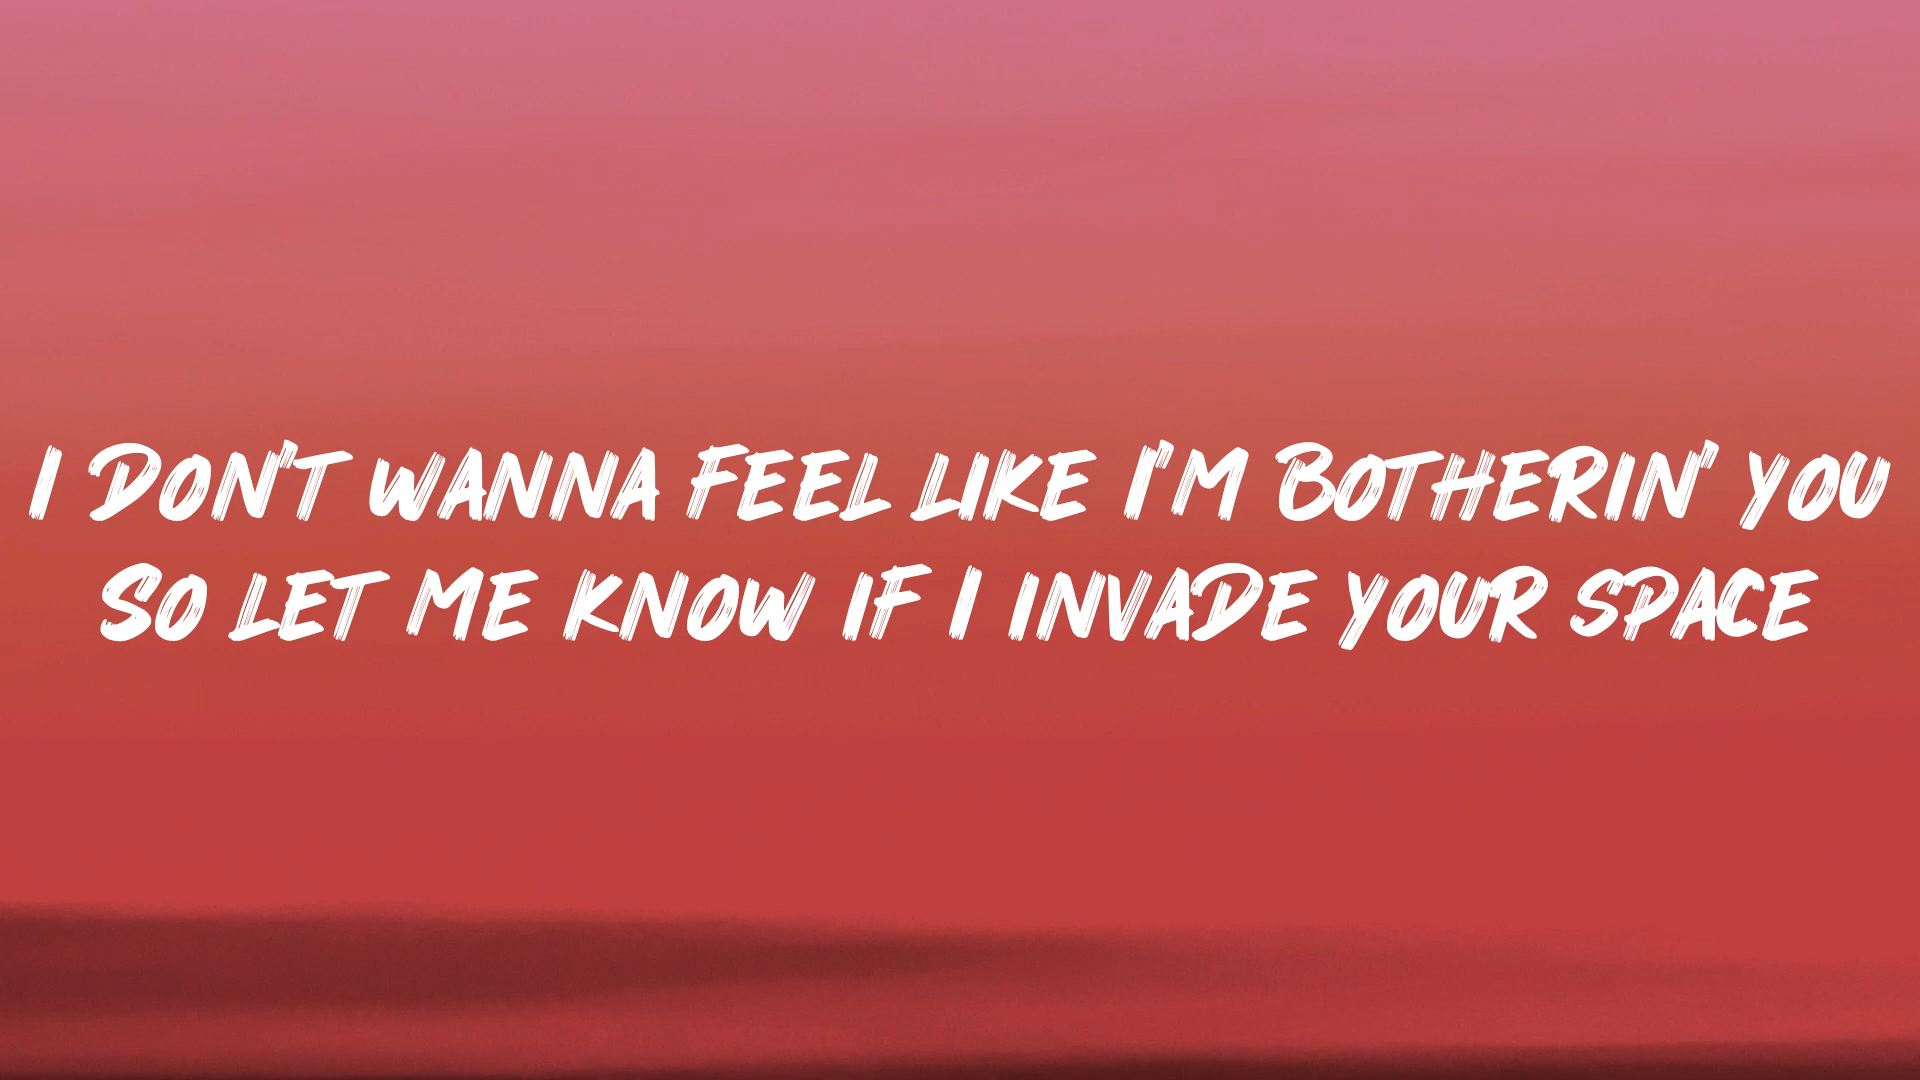 I DON'T WANNA FEEL LIKE I'M BOTHERIN' YOU
SO LET ME KNOW IF I INVADE YOUR SPACE